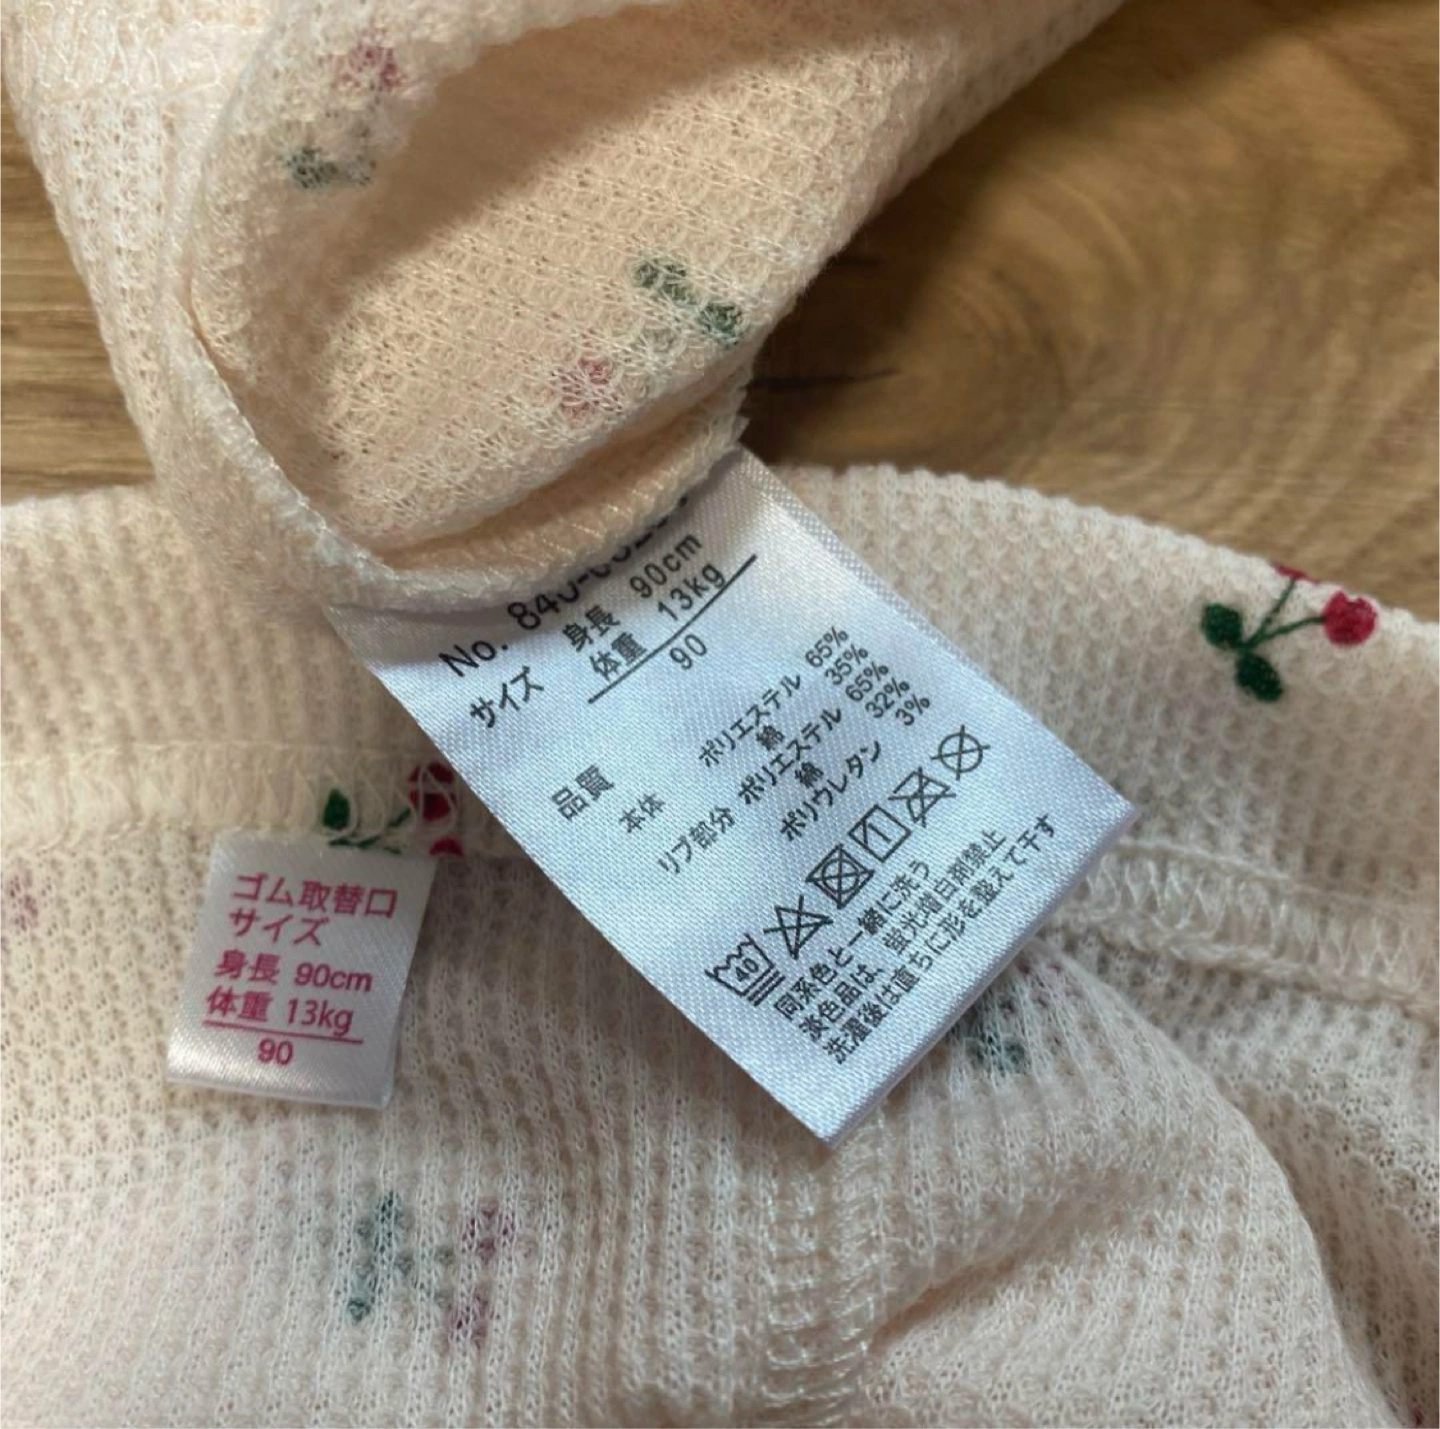 No. 840-
サイズ 身長 90cm
体重 13kg
90
品質
本体 ポリエステル 65%
綿 35%
リブ部分 ポリエステル 65%
綿 32%
ポリウレタン 3%
40
同系色と一緒に洗う
淡色品は、蛍光増白剤禁止
洗濯後は直ちに形を整えて干す
ゴム取替口
サイズ
身長 90cm
体重 13kg
90